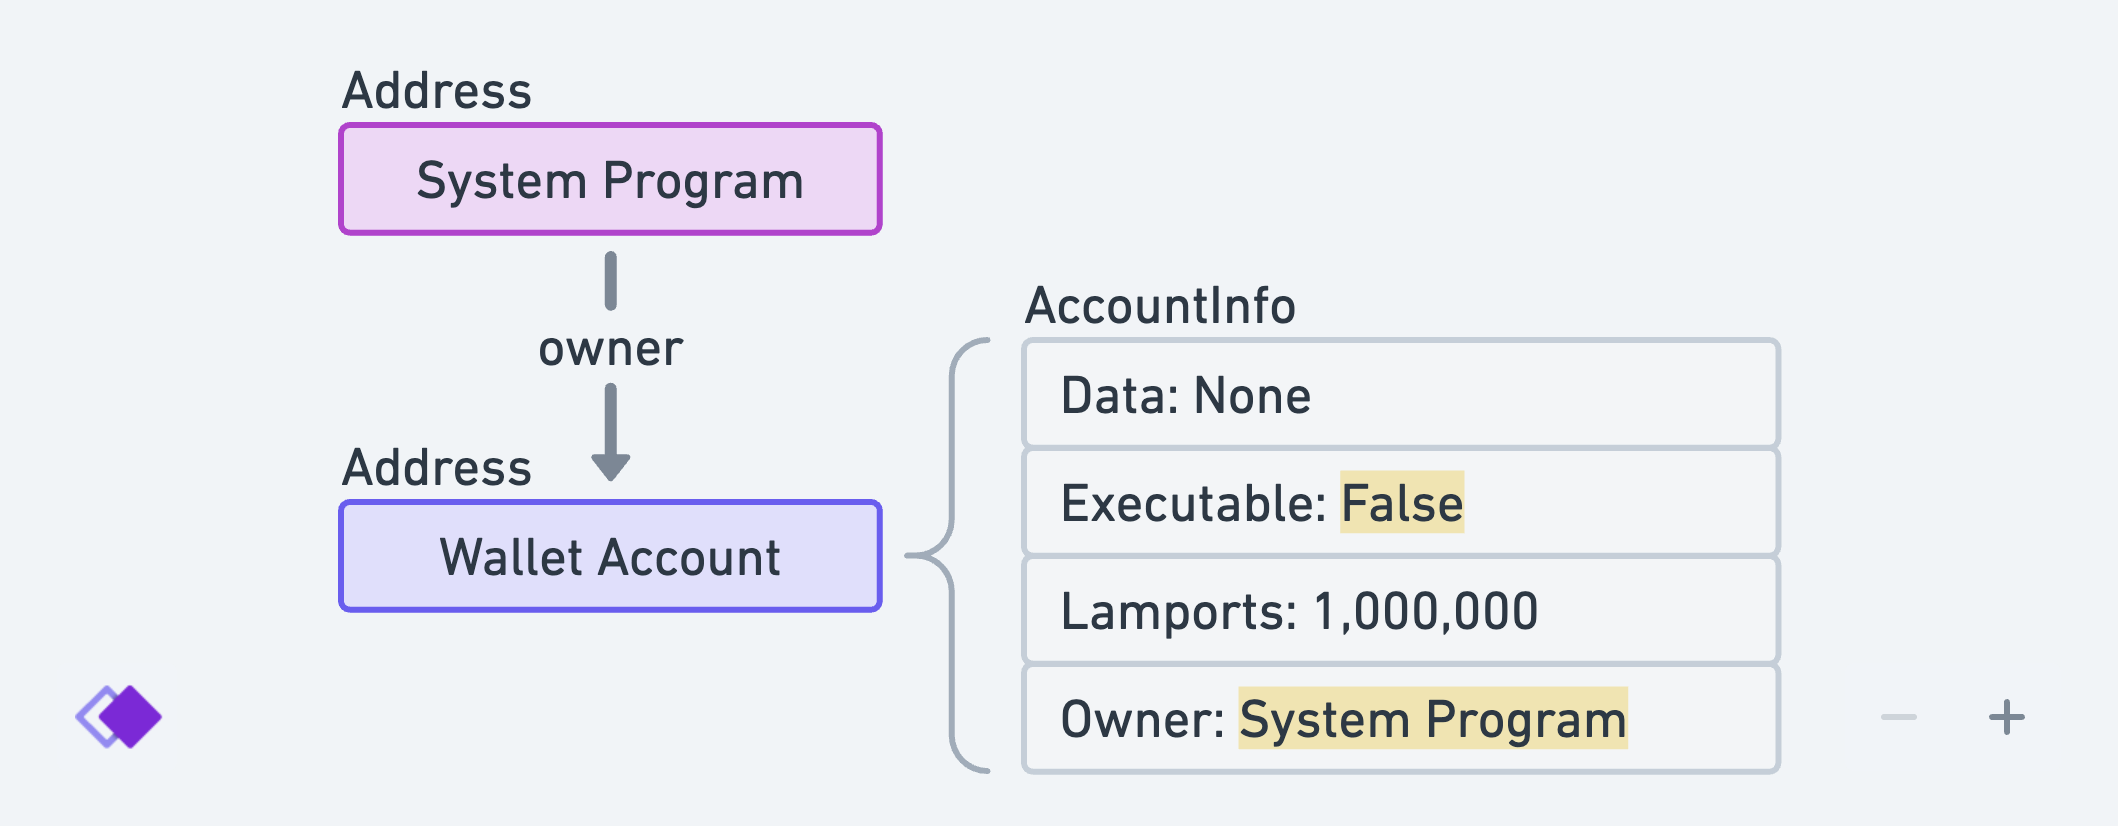 Address
System Program
owner
Address
Wallet Account
AccountInfo
Data: None
Executable: False
Lamports: 1,000,000
Owner: System Program